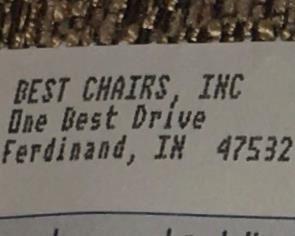 BEST CHAIRS, INC
One Best Drive
Ferdinand, IN 47532